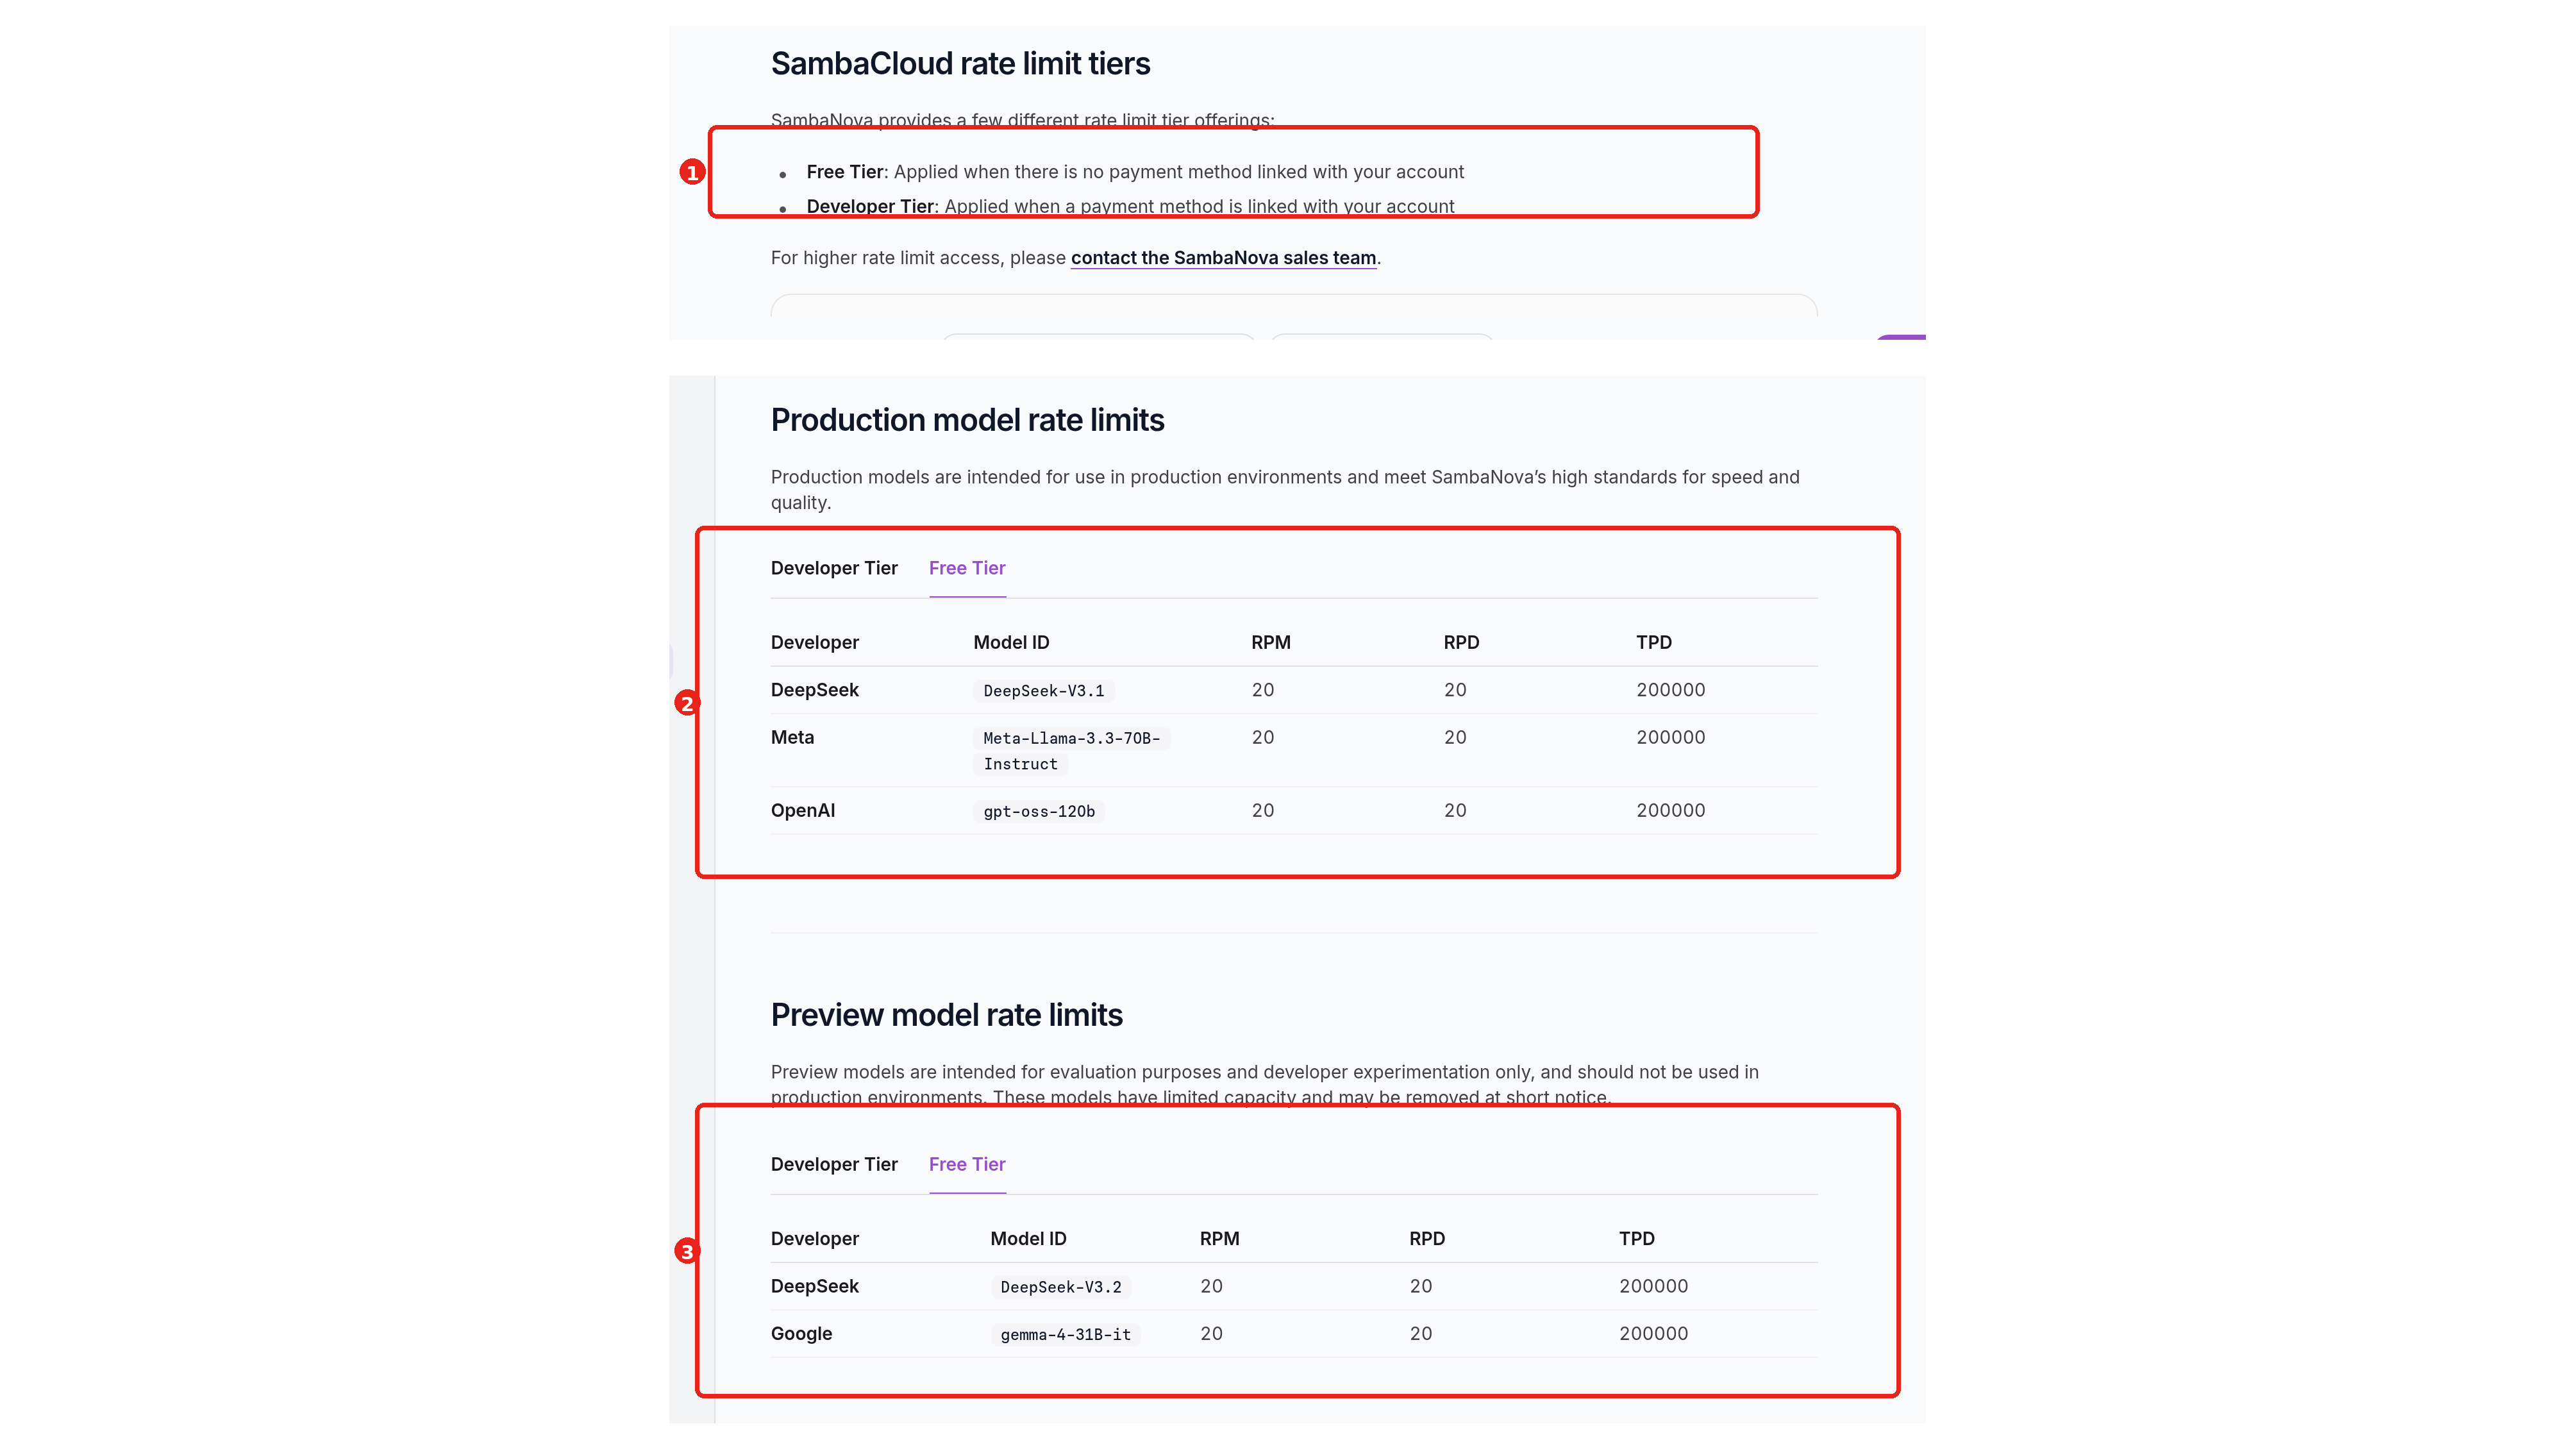 SambaCloud rate limit tiers
SambaNova provides a few different rate limit tier offerings:
1
• Free Tier: Applied when there is no payment method linked with your account
• Developer Tier: Applied when a payment method is linked with your account
For higher rate limit access, please contact the SambaNova sales team.
Production model rate limits
Production models are intended for use in production environments and meet SambaNova’s high standards for speed and
quality.
2
Developer Tier Free Tier
Developer Model ID RPM RPD TPD
DeepSeek DeepSeek-V3.1 20 20 200000
Meta Meta-Llama-3.3-70B- 20 20 200000
Instruct
OpenAI gpt-oss-120b 20 20 200000
Preview model rate limits
Preview models are intended for evaluation purposes and developer experimentation only, and should not be used in
production environments. These models have limited capacity and may be removed at short notice.
3
Developer Tier Free Tier
Developer Model ID RPM RPD TPD
DeepSeek DeepSeek-V3.2 20 20 200000
Google gemma-4-31B-it 20 20 200000